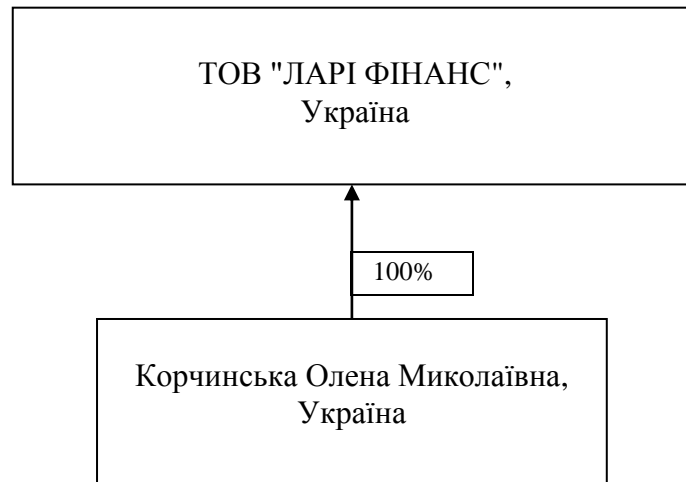 ТОВ "ЛАРІ ФІНАНС",
Україна
100%
Корчинська Олена Миколаївна,
Україна